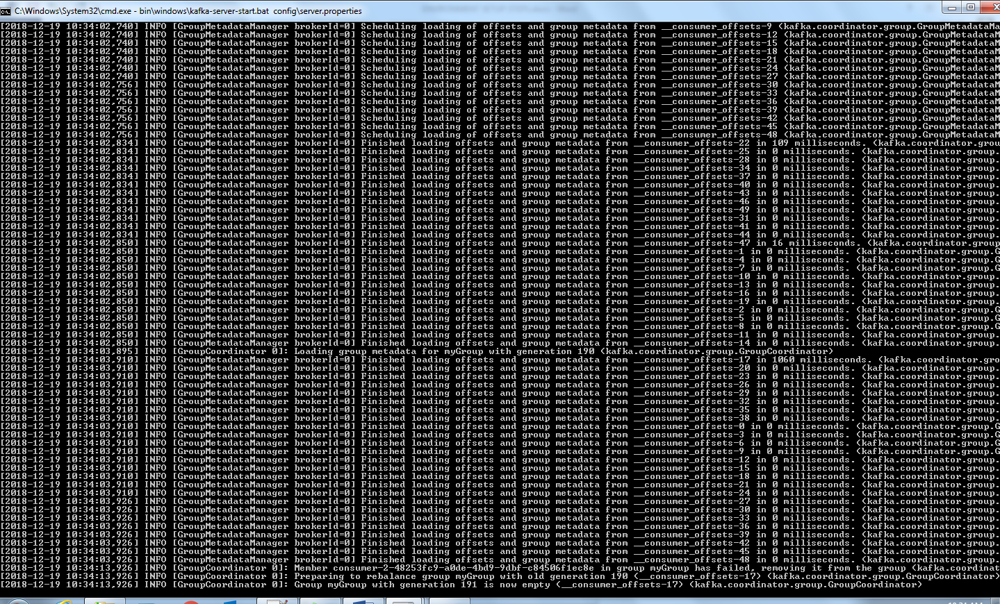 C:\Windows\System32\cmd.exe - bin\windows\kafka-server-start.bat  config\server.properties
[2018-12-19 10:34:02,740] INFO [GroupMetadataManager brokerId=0] Scheduling loading of offsets and group metadata from __consumer_offsets-9 (kafka.coordinator.group.GroupMetadataMa
[2018-12-19 10:34:02,740] INFO [GroupMetadataManager brokerId=0] Scheduling loading of offsets and group metadata from __consumer_offsets-12 (kafka.coordinator.group.GroupMetadataM
[2018-12-19 10:34:02,740] INFO [GroupMetadataManager brokerId=0] Scheduling loading of offsets and group metadata from __consumer_offsets-15 (kafka.coordinator.group.GroupMetadataM
[2018-12-19 10:34:02,740] INFO [GroupMetadataManager brokerId=0] Scheduling loading of offsets and group metadata from __consumer_offsets-18 (kafka.coordinator.group.GroupMetadataM
[2018-12-19 10:34:02,740] INFO [GroupMetadataManager brokerId=0] Scheduling loading of offsets and group metadata from __consumer_offsets-21 (kafka.coordinator.group.GroupMetadataM
[2018-12-19 10:34:02,740] INFO [GroupMetadataManager brokerId=0] Scheduling loading of offsets and group metadata from __consumer_offsets-24 (kafka.coordinator.group.GroupMetadataM
[2018-12-19 10:34:02,740] INFO [GroupMetadataManager brokerId=0] Scheduling loading of offsets and group metadata from __consumer_offsets-27 (kafka.coordinator.group.GroupMetadataM
[2018-12-19 10:34:02,756] INFO [GroupMetadataManager brokerId=0] Scheduling loading of offsets and group metadata from __consumer_offsets-30 (kafka.coordinator.group.GroupMetadataM
[2018-12-19 10:34:02,756] INFO [GroupMetadataManager brokerId=0] Scheduling loading of offsets and group metadata from __consumer_offsets-33 (kafka.coordinator.group.GroupMetadataM
[2018-12-19 10:34:02,756] INFO [GroupMetadataManager brokerId=0] Scheduling loading of offsets and group metadata from __consumer_offsets-36 (kafka.coordinator.group.GroupMetadataM
[2018-12-19 10:34:02,756] INFO [GroupMetadataManager brokerId=0] Scheduling loading of offsets and group metadata from __consumer_offsets-39 (kafka.coordinator.group.GroupMetadataM
[2018-12-19 10:34:02,756] INFO [GroupMetadataManager brokerId=0] Scheduling loading of offsets and group metadata from __consumer_offsets-42 (kafka.coordinator.group.GroupMetadataM
[2018-12-19 10:34:02,756] INFO [GroupMetadataManager brokerId=0] Scheduling loading of offsets and group metadata from __consumer_offsets-45 (kafka.coordinator.group.GroupMetadataM
[2018-12-19 10:34:02,756] INFO [GroupMetadataManager brokerId=0] Scheduling loading of offsets and group metadata from __consumer_offsets-48 (kafka.coordinator.group.GroupMetadataM
[2018-12-19 10:34:02,834] INFO [GroupMetadataManager brokerId=0] Finished loading offsets and group metadata from __consumer_offsets-22 in 109 milliseconds. (kafka.coordinator.grou
[2018-12-19 10:34:02,834] INFO [GroupMetadataManager brokerId=0] Finished loading offsets and group metadata from __consumer_offsets-25 in 0 milliseconds. (kafka.coordinator.group.
[2018-12-19 10:34:02,834] INFO [GroupMetadataManager brokerId=0] Finished loading offsets and group metadata from __consumer_offsets-28 in 0 milliseconds. (kafka.coordinator.group.
[2018-12-19 10:34:02,834] INFO [GroupMetadataManager brokerId=0] Finished loading offsets and group metadata from __consumer_offsets-34 in 0 milliseconds. (kafka.coordinator.group.
[2018-12-19 10:34:02,834] INFO [GroupMetadataManager brokerId=0] Finished loading offsets and group metadata from __consumer_offsets-37 in 0 milliseconds. (kafka.coordinator.group.
[2018-12-19 10:34:02,834] INFO [GroupMetadataManager brokerId=0] Finished loading offsets and group metadata from __consumer_offsets-40 in 0 milliseconds. (kafka.coordinator.group.
[2018-12-19 10:34:02,834] INFO [GroupMetadataManager brokerId=0] Finished loading offsets and group metadata from __consumer_offsets-43 in 0 milliseconds. (kafka.coordinator.group.
[2018-12-19 10:34:02,834] INFO [GroupMetadataManager brokerId=0] Finished loading offsets and group metadata from __consumer_offsets-46 in 0 milliseconds. (kafka.coordinator.group.
[2018-12-19 10:34:02,834] INFO [GroupMetadataManager brokerId=0] Finished loading offsets and group metadata from __consumer_offsets-49 in 0 milliseconds. (kafka.coordinator.group.
[2018-12-19 10:34:02,834] INFO [GroupMetadataManager brokerId=0] Finished loading offsets and group metadata from __consumer_offsets-31 in 0 milliseconds. (kafka.coordinator.group.
[2018-12-19 10:34:02,834] INFO [GroupMetadataManager brokerId=0] Finished loading offsets and group metadata from __consumer_offsets-41 in 0 milliseconds. (kafka.coordinator.group.
[2018-12-19 10:34:02,834] INFO [GroupMetadataManager brokerId=0] Finished loading offsets and group metadata from __consumer_offsets-44 in 0 milliseconds. (kafka.coordinator.group.
[2018-12-19 10:34:02,850] INFO [GroupMetadataManager brokerId=0] Finished loading offsets and group metadata from __consumer_offsets-47 in 16 milliseconds. (kafka.coordinator.group
[2018-12-19 10:34:02,850] INFO [GroupMetadataManager brokerId=0] Finished loading offsets and group metadata from __consumer_offsets-1 in 0 milliseconds. (kafka.coordinator.group.G
[2018-12-19 10:34:02,850] INFO [GroupMetadataManager brokerId=0] Finished loading offsets and group metadata from __consumer_offsets-4 in 0 milliseconds. (kafka.coordinator.group.G
[2018-12-19 10:34:02,850] INFO [GroupMetadataManager brokerId=0] Finished loading offsets and group metadata from __consumer_offsets-7 in 0 milliseconds. (kafka.coordinator.group.G
[2018-12-19 10:34:02,850] INFO [GroupMetadataManager brokerId=0] Finished loading offsets and group metadata from __consumer_offsets-10 in 0 milliseconds. (kafka.coordinator.group.
[2018-12-19 10:34:02,850] INFO [GroupMetadataManager brokerId=0] Finished loading offsets and group metadata from __consumer_offsets-13 in 0 milliseconds. (kafka.coordinator.group.
[2018-12-19 10:34:02,850] INFO [GroupMetadataManager brokerId=0] Finished loading offsets and group metadata from __consumer_offsets-16 in 0 milliseconds. (kafka.coordinator.group.
[2018-12-19 10:34:02,850] INFO [GroupMetadataManager brokerId=0] Finished loading offsets and group metadata from __consumer_offsets-19 in 0 milliseconds. (kafka.coordinator.group.
[2018-12-19 10:34:02,850] INFO [GroupMetadataManager brokerId=0] Finished loading offsets and group metadata from __consumer_offsets-2 in 0 milliseconds. (kafka.coordinator.group.G
[2018-12-19 10:34:02,850] INFO [GroupMetadataManager brokerId=0] Finished loading offsets and group metadata from __consumer_offsets-5 in 0 milliseconds. (kafka.coordinator.group.G
[2018-12-19 10:34:02,850] INFO [GroupMetadataManager brokerId=0] Finished loading offsets and group metadata from __consumer_offsets-8 in 0 milliseconds. (kafka.coordinator.group.G
[2018-12-19 10:34:02,850] INFO [GroupMetadataManager brokerId=0] Finished loading offsets and group metadata from __consumer_offsets-11 in 0 milliseconds. (kafka.coordinator.group.
[2018-12-19 10:34:02,850] INFO [GroupMetadataManager brokerId=0] Finished loading offsets and group metadata from __consumer_offsets-14 in 0 milliseconds. (kafka.coordinator.group.
[2018-12-19 10:34:03,895] INFO [GroupCoordinator 0]: Loading group metadata for myGroup with generation 190 (kafka.coordinator.group.GroupCoordinator)
[2018-12-19 10:34:03,910] INFO [GroupMetadataManager brokerId=0] Finished loading offsets and group metadata from __consumer_offsets-17 in 1060 milliseconds. (kafka.coordinator.gro
[2018-12-19 10:34:03,910] INFO [GroupMetadataManager brokerId=0] Finished loading offsets and group metadata from __consumer_offsets-20 in 0 milliseconds. (kafka.coordinator.group.
[2018-12-19 10:34:03,910] INFO [GroupMetadataManager brokerId=0] Finished loading offsets and group metadata from __consumer_offsets-23 in 0 milliseconds. (kafka.coordinator.group.
[2018-12-19 10:34:03,910] INFO [GroupMetadataManager brokerId=0] Finished loading offsets and group metadata from __consumer_offsets-26 in 0 milliseconds. (kafka.coordinator.group.
[2018-12-19 10:34:03,910] INFO [GroupMetadataManager brokerId=0] Finished loading offsets and group metadata from __consumer_offsets-29 in 0 milliseconds. (kafka.coordinator.group.
[2018-12-19 10:34:03,910] INFO [GroupMetadataManager brokerId=0] Finished loading offsets and group metadata from __consumer_offsets-32 in 0 milliseconds. (kafka.coordinator.group.
[2018-12-19 10:34:03,910] INFO [GroupMetadataManager brokerId=0] Finished loading offsets and group metadata from __consumer_offsets-35 in 0 milliseconds. (kafka.coordinator.group.
[2018-12-19 10:34:03,910] INFO [GroupMetadataManager brokerId=0] Finished loading offsets and group metadata from __consumer_offsets-38 in 0 milliseconds. (kafka.coordinator.group.
[2018-12-19 10:34:03,910] INFO [GroupMetadataManager brokerId=0] Finished loading offsets and group metadata from __consumer_offsets-0 in 0 milliseconds. (kafka.coordinator.group.G
[2018-12-19 10:34:03,910] INFO [GroupMetadataManager brokerId=0] Finished loading offsets and group metadata from __consumer_offsets-3 in 0 milliseconds. (kafka.coordinator.group.G
[2018-12-19 10:34:03,910] INFO [GroupMetadataManager brokerId=0] Finished loading offsets and group metadata from __consumer_offsets-6 in 0 milliseconds. (kafka.coordinator.group.G
[2018-12-19 10:34:03,910] INFO [GroupMetadataManager brokerId=0] Finished loading offsets and group metadata from __consumer_offsets-9 in 0 milliseconds. (kafka.coordinator.group.G
[2018-12-19 10:34:03,910] INFO [GroupMetadataManager brokerId=0] Finished loading offsets and group metadata from __consumer_offsets-12 in 0 milliseconds. (kafka.coordinator.group.
[2018-12-19 10:34:03,910] INFO [GroupMetadataManager brokerId=0] Finished loading offsets and group metadata from __consumer_offsets-15 in 0 milliseconds. (kafka.coordinator.group.
[2018-12-19 10:34:03,910] INFO [GroupMetadataManager brokerId=0] Finished loading offsets and group metadata from __consumer_offsets-18 in 0 milliseconds. (kafka.coordinator.group.
[2018-12-19 10:34:03,910] INFO [GroupMetadataManager brokerId=0] Finished loading offsets and group metadata from __consumer_offsets-21 in 0 milliseconds. (kafka.coordinator.group.
[2018-12-19 10:34:03,910] INFO [GroupMetadataManager brokerId=0] Finished loading offsets and group metadata from __consumer_offsets-24 in 0 milliseconds. (kafka.coordinator.group.
[2018-12-19 10:34:03,926] INFO [GroupMetadataManager brokerId=0] Finished loading offsets and group metadata from __consumer_offsets-27 in 0 milliseconds. (kafka.coordinator.group.
[2018-12-19 10:34:03,926] INFO [GroupMetadataManager brokerId=0] Finished loading offsets and group metadata from __consumer_offsets-30 in 0 milliseconds. (kafka.coordinator.group.
[2018-12-19 10:34:03,926] INFO [GroupMetadataManager brokerId=0] Finished loading offsets and group metadata from __consumer_offsets-33 in 0 milliseconds. (kafka.coordinator.group.
[2018-12-19 10:34:03,926] INFO [GroupMetadataManager brokerId=0] Finished loading offsets and group metadata from __consumer_offsets-36 in 0 milliseconds. (kafka.coordinator.group.
[2018-12-19 10:34:03,926] INFO [GroupMetadataManager brokerId=0] Finished loading offsets and group metadata from __consumer_offsets-39 in 0 milliseconds. (kafka.coordinator.group.
[2018-12-19 10:34:03,926] INFO [GroupMetadataManager brokerId=0] Finished loading offsets and group metadata from __consumer_offsets-42 in 0 milliseconds. (kafka.coordinator.group.
[2018-12-19 10:34:03,926] INFO [GroupMetadataManager brokerId=0] Finished loading offsets and group metadata from __consumer_offsets-45 in 0 milliseconds. (kafka.coordinator.group.
[2018-12-19 10:34:03,926] INFO [GroupMetadataManager brokerId=0] Finished loading offsets and group metadata from __consumer_offsets-48 in 0 milliseconds. (kafka.coordinator.group.
[2018-12-19 10:34:13,926] INFO [GroupCoordinator 0]: Member consumer-2-48253fc9-a0de-4bd9-9dbf-c84506f1ec8e in group myGroup has failed, removing it from the group (kafka.coordinat
[2018-12-19 10:34:13,926] INFO [GroupCoordinator 0]: Preparing to rebalance group myGroup with old generation 190 (__consumer_offsets-17) (kafka.coordinator.group.GroupCoordinator)
[2018-12-19 10:34:13,926] INFO [GroupCoordinator 0]: Group myGroup with generation 191 is now empty (__consumer_offsets-17) (kafka.coordinator.group.GroupCoordinator)